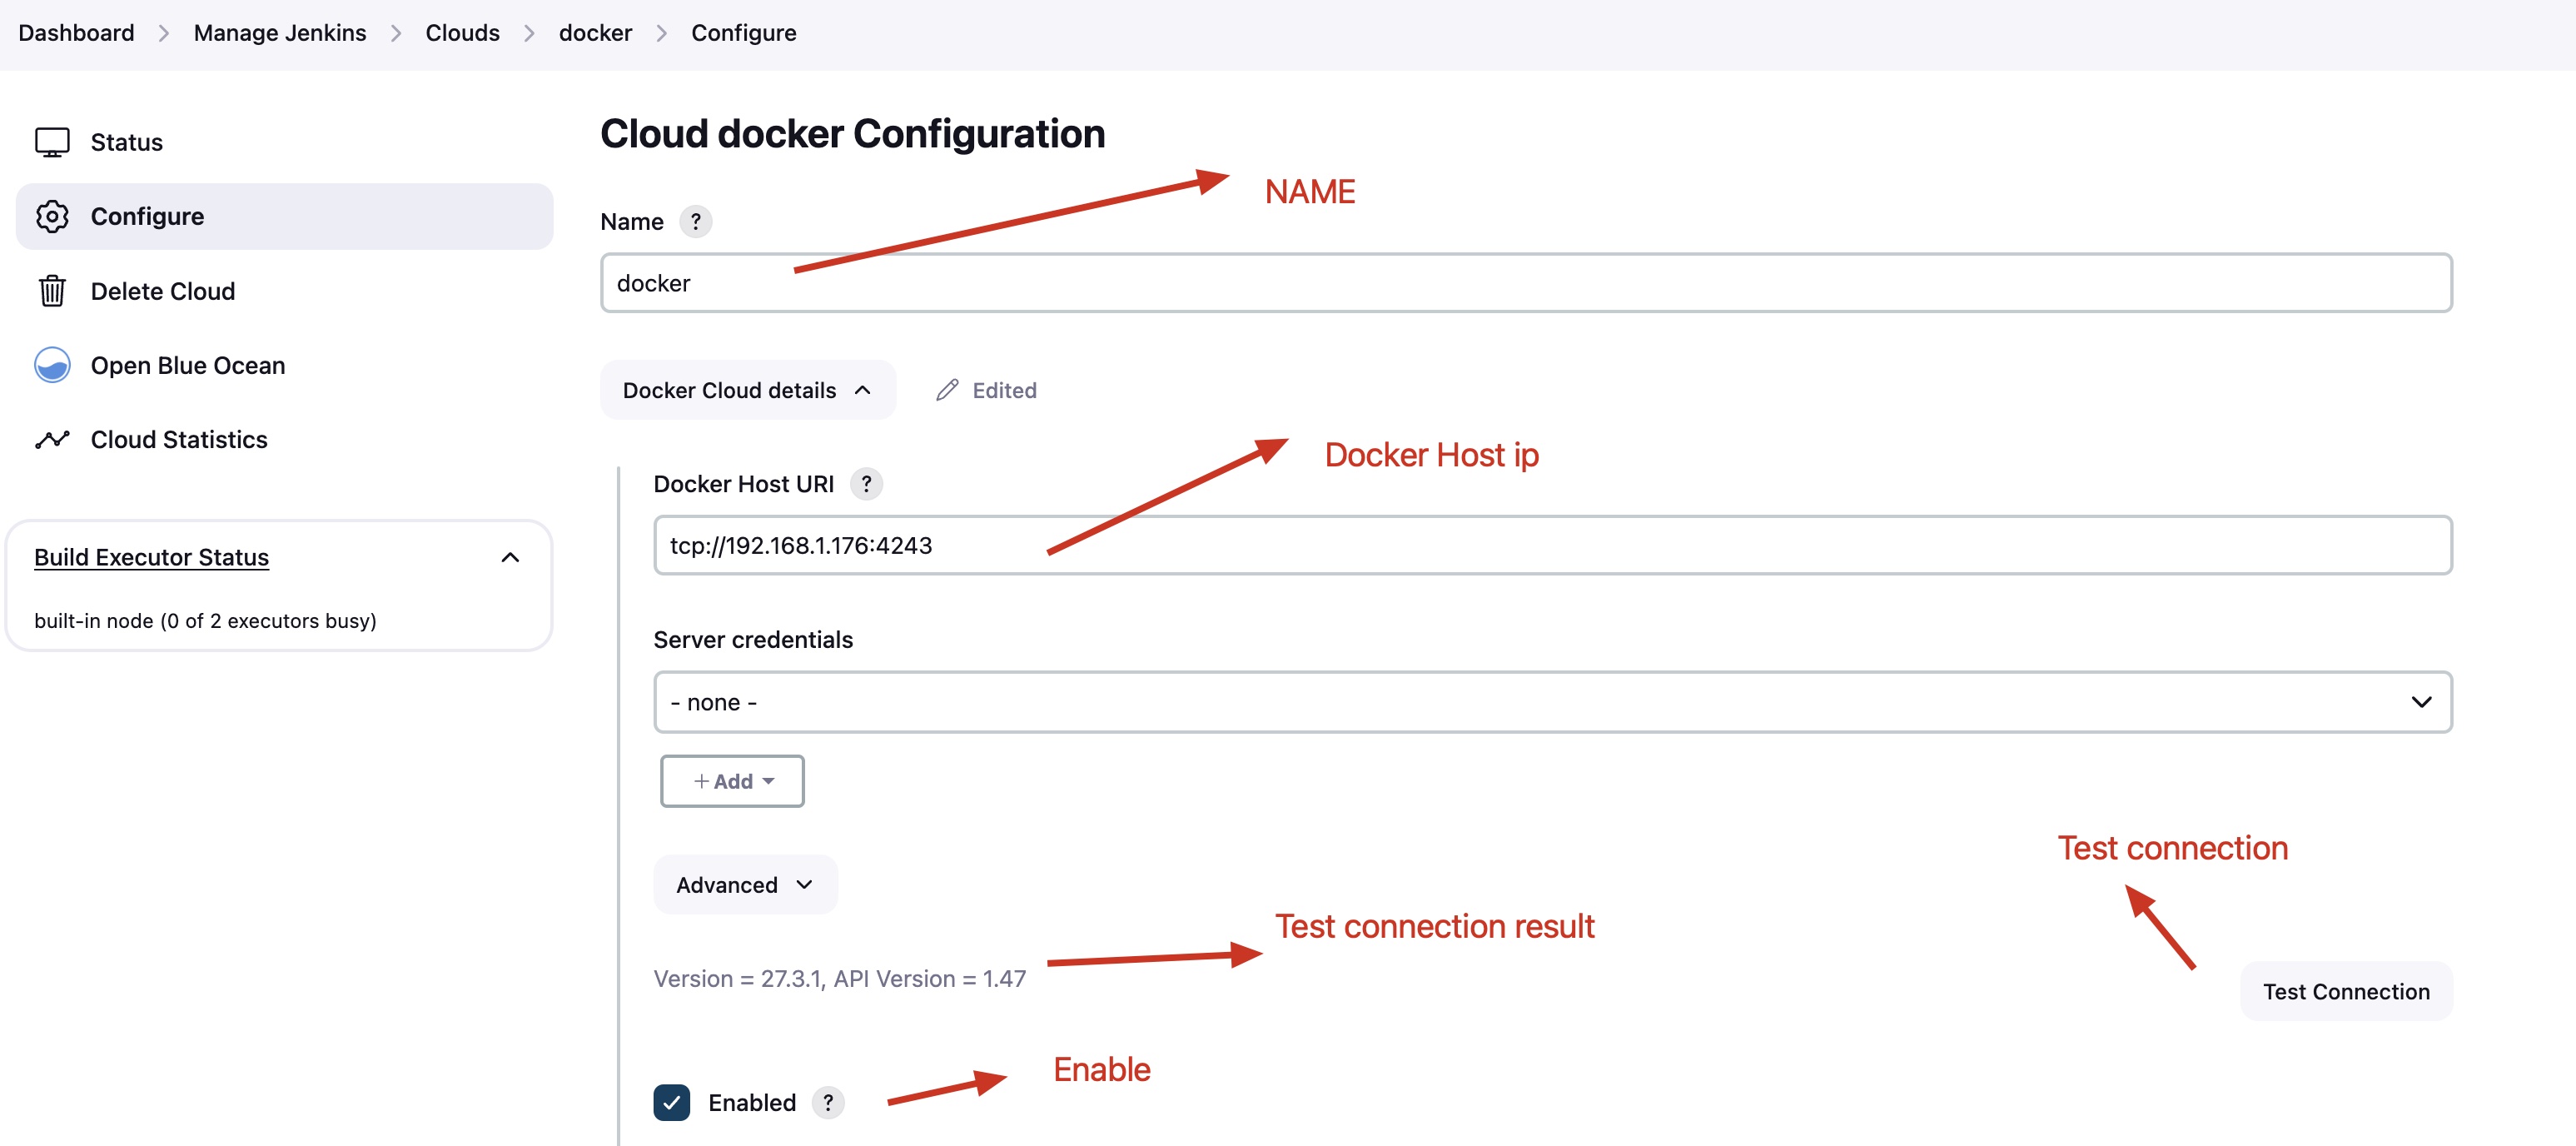 Dashboard > Manage Jenkins > Clouds > docker > Configure
Status
Configure
Delete Cloud
Open Blue Ocean
Cloud Statistics
Build Executor Status
built-in node (0 of 2 executors busy)
Cloud docker Configuration
NAME
Name ?
docker
Docker Cloud details
Edited
Docker Host ip
Docker Host URI ?
tcp://192.168.1.176:4243
Server credentials
- none -
+ Add
Test connection
Advanced
Test connection result
Version = 27.3.1, API Version = 1.47
Test Connection
Enable
Enabled ?